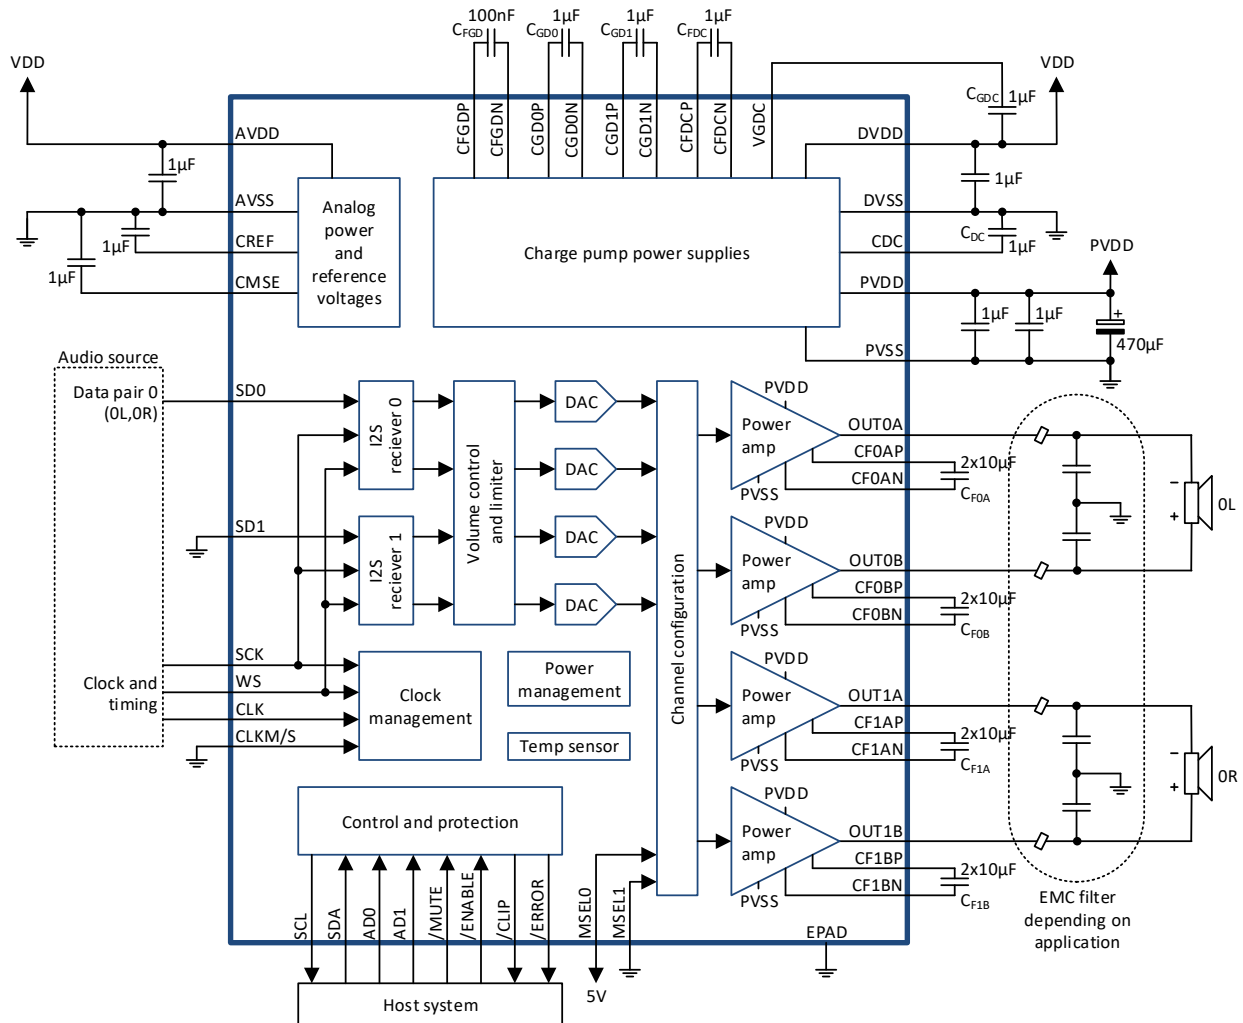 100nF
1µF
1µF
1µF
CFGD
CGD0
CGD1
CFDC
VDD
VDD
CGDC
1µF
CFGDP
CFGDN
CGD0P
CGD0N
CGD1P
CGD1N
CFDCP
CFDCN
VGDC
AVDD
DVDD
1µF
1µF
AVSS
DVSS
Analog
power
and
reference
voltages
Charge pump power supplies
1µF
CREF
CDC
CDC
1µF
PVDD
1µF
CMSE
PVDD
1µF
1µF
+
470µF
PVSS
Audio source
Data pair 0
(0L,0R)
SD0
I2S
reciever 0
Volume control
and limiter
DAC
DAC
DAC
DAC
Channel configuration
PVDD
Power
amp
PVSS
OUT0A
CF0AP
CF0AN
2x10µF
CF0A
−
+
0L
SD1
I2S
reciever 1
PVDD
Power
amp
PVSS
OUT0B
CF0BP
CF0BN
2x10µF
CF0B
SCK
WS
CLK
CLKM/S
Clock and
timing
Clock
management
Power
management
Temp sensor
PVDD
Power
amp
PVSS
OUT1A
CF1AP
CF1AN
2x10µF
CF1A
−
+
0R
Control and protection
PVDD
Power
amp
PVSS
OUT1B
CF1BP
CF1BN
2x10µF
CF1B
EMC filter
depending on
application
SCL
SDA
AD0
AD1
/MUTE
/ENABLE
/CLIP
/ERROR
MSEL0
MSEL1
EPAD
5V
Host system